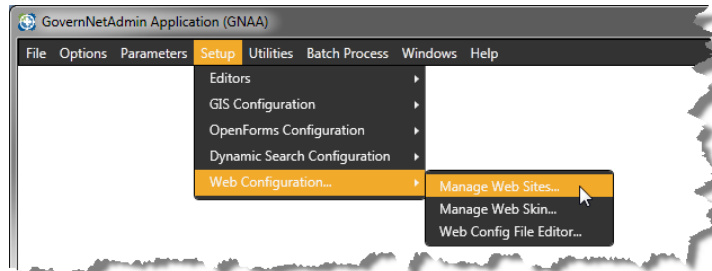 GovernNetAdmin Application (GNAA)
File Options Parameters Setup Utilities Batch Process Windows Help
Editors
GIS Configuration
OpenForms Configuration
Dynamic Search Configuration
Web Configuration...
Manage Web Sites...
Manage Web Skin...
Web Config File Editor...